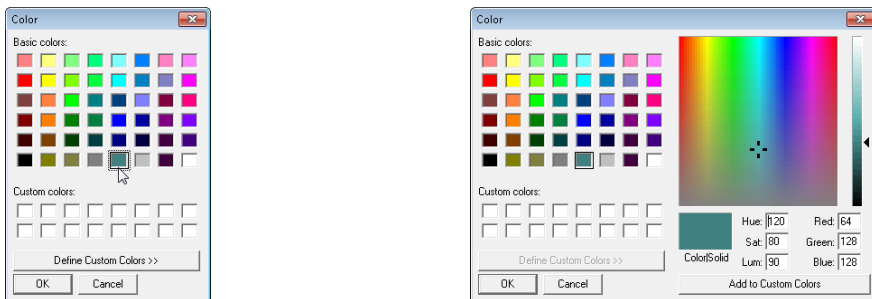 Color
Basic colors:
Custom colors:
Define Custom Colors >>
OK Cancel
Color
Basic colors:
Custom colors:
Define Custom Colors >>
OK Cancel
Color|Solid
Hue: 120 Red: 64
Sat: 80 Green: 128
Lum: 90 Blue: 128
Add to Custom Colors